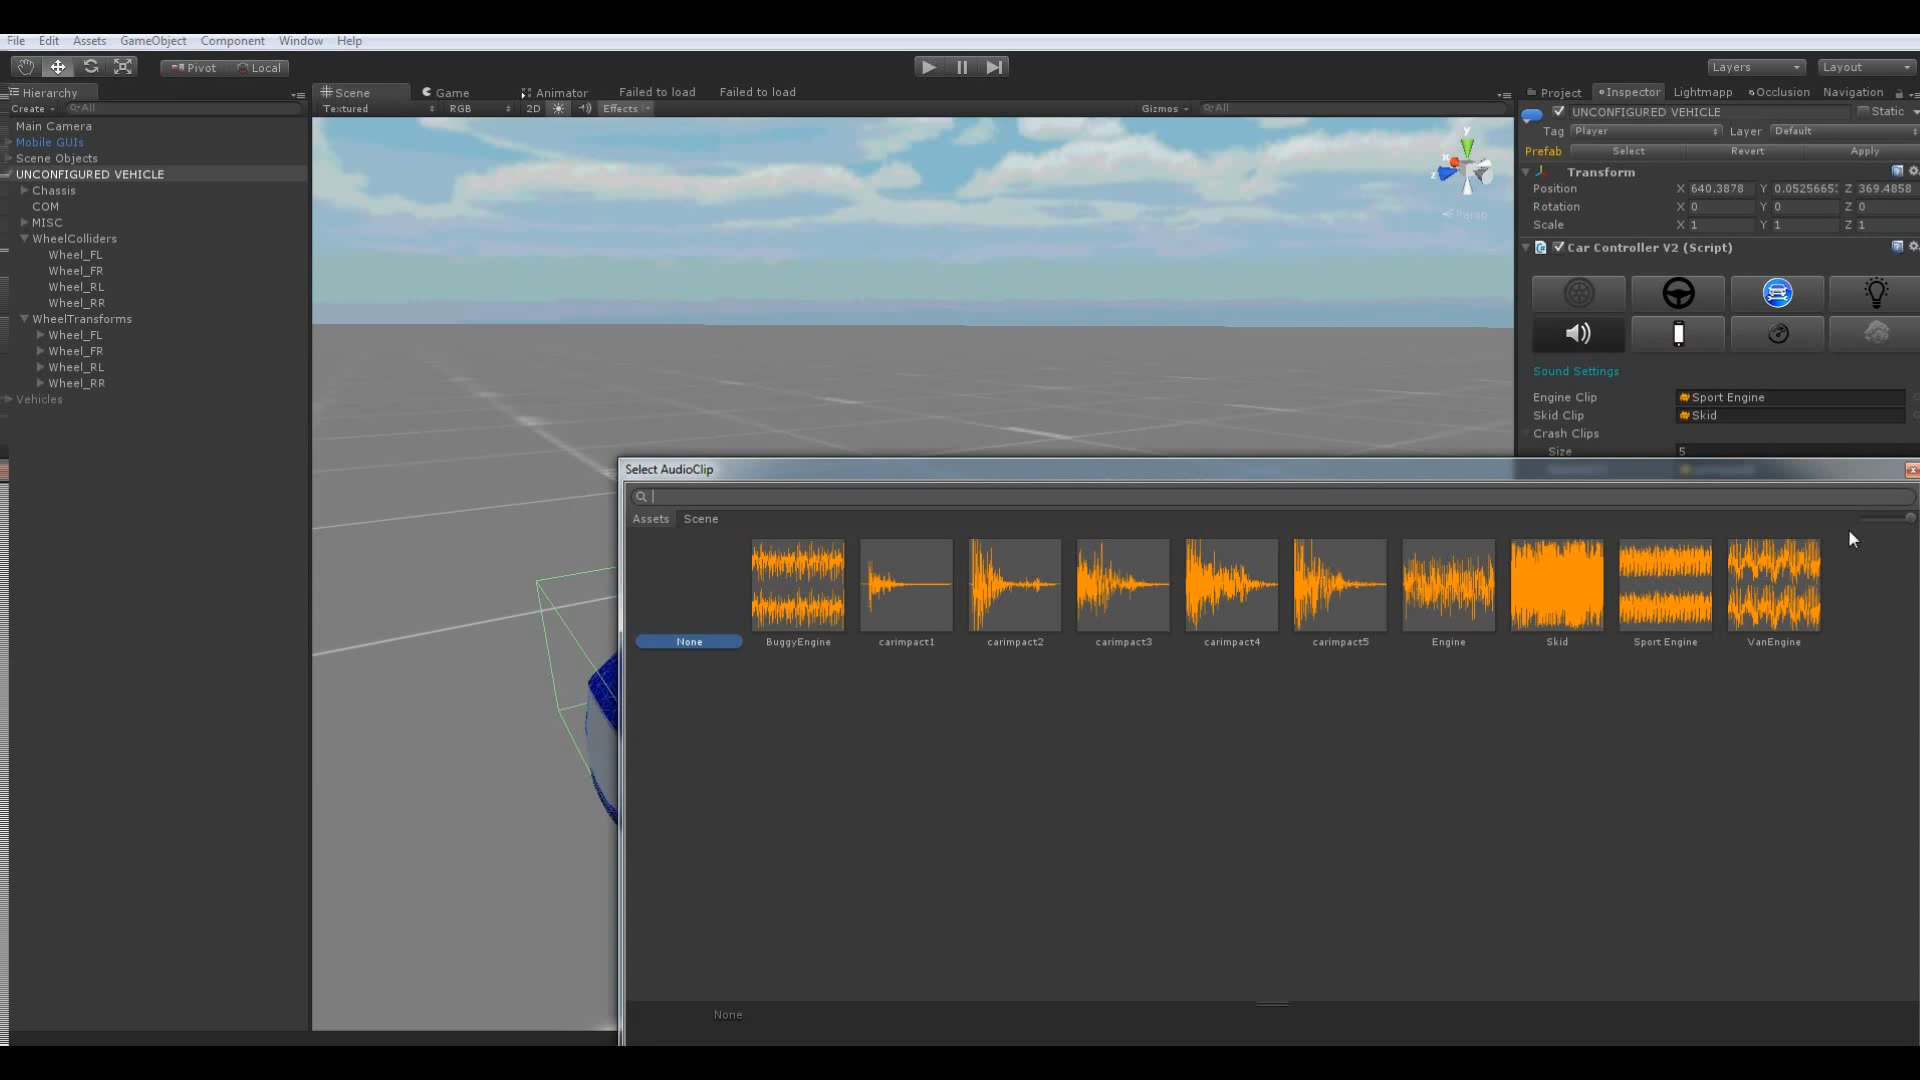 File Edit Assets GameObject Component Window Help
Pivot Local Layers Layout
Hierarchy Scene Game Animator Failed to load Failed to load Project Inspector Lightmapp Occlusion Navigation
Create All Textured RGB 2D Effects Gizmos All
UNCONFIGURED VEHICLE Static
Main Camera
Tag Player Layer Default
Mobile GUIs
Prefab Select Revert Apply
Scene Objects
UNCONFIGURED VEHICLE
Transform
Chassis
Position X 640.3878 Y 0.0525665 Z 369.4858
COM
Rotation X 0 Y 0 Z 0
MISC
Scale X 1 Y 1 Z 1
WheelColliders
Car Controller V2 (Script)
Wheel_FL
Wheel_FR
Wheel_RL
Wheel_RR
WheelTransforms
Wheel_FL
Wheel_FR
Wheel_RL
Wheel_RR
Vehicles
y
x
z
Persp
Sound Settings
Engine Clip Sport Engine
Skid Clip Skid
Crash Clips
Size 5
Select AudioClip
Assets Scene
None BuggyEngine carimpact1 carimpact2 carimpact3 carimpact4 carimpact5 Engine Skid Sport Engine VanEngine
None